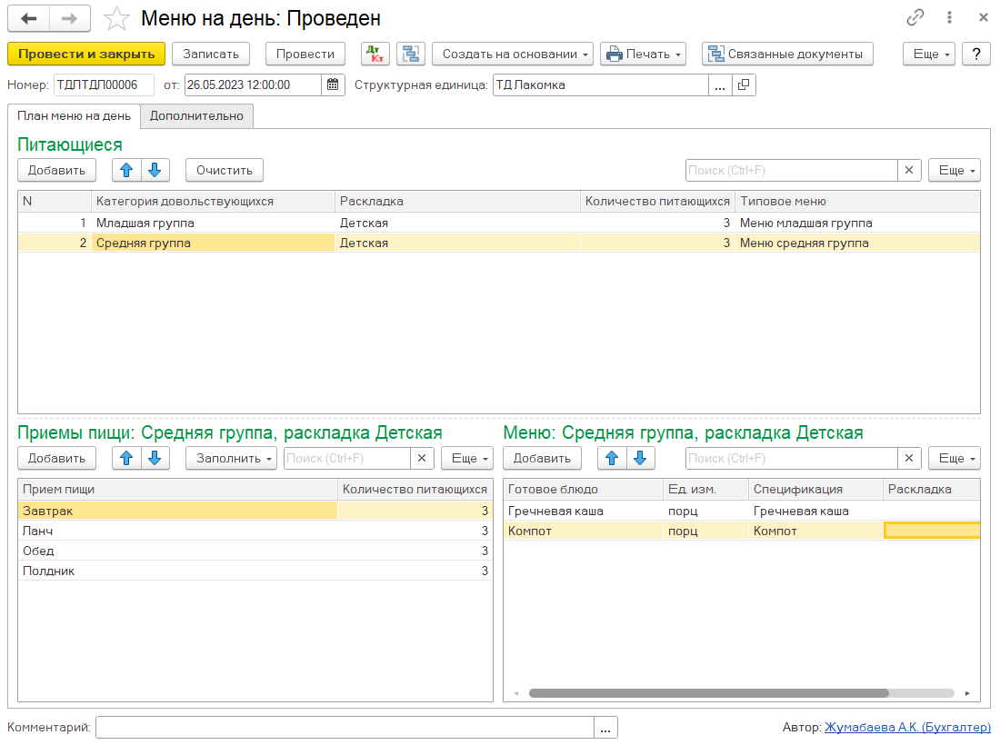 Меню на день: Проведен
Провести и закрыть Записать Провести Дт Кт Создать на основании Печать Связанные документы Еще ?
Номер: ТДЛТДЛ00006 от: 26.05.2023 12:00:00 Структурная единица: ТД Лакомка ...
План меню на день Дополнительно
Питающиеся
Добавить Очистить Поиск (Ctrl+F) Еще
N Категория довольствующихся Раскладка Количество питающихся Типовое меню
1 Младшая группа Детская 3 Меню младшая группа
2 Средняя группа Детская 3 Меню средняя группа
Приемы пищи: Средняя группа, раскладка Детская
Добавить Заполнить Поиск (Ctrl+F) Еще
Прием пищи Количество питающихся
Завтрак 3
Ланч 3
Обед 3
Полдник 3
Меню: Средняя группа, раскладка Детская
Добавить Поиск (Ctrl+F) Еще
Готовое блюдо Ед. изм. Спецификация Раскладка
Гречневая каша порц Гречневая каша
Компот порц Компот
Комментарий: ... Автор: Жумабаева А.К. (Бухгалтер)